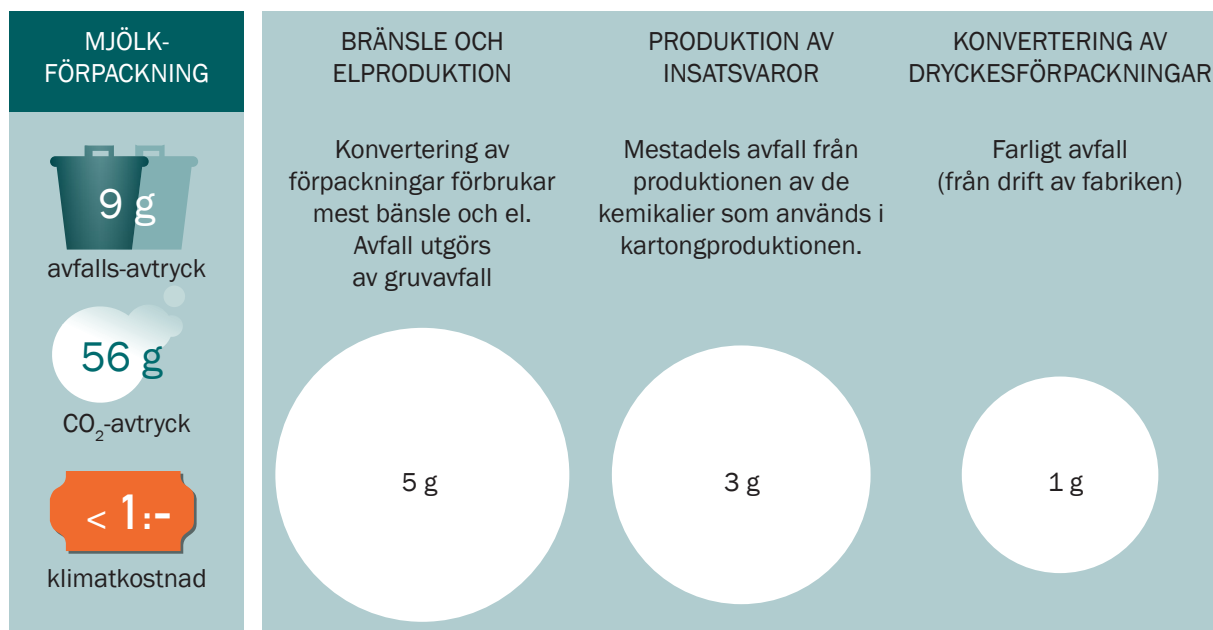 MJÖLK-
FÖRPACKNING
9 g
avfalls-avtryck
56 g
CO₂-avtryck
< 1:-
klimatkostnad
BRÄNSLE OCH
ELPRODUKTION
Konvertering av
förpackningar förbrukar
mest bänsle och el.
Avfall utgörs
av gruvavfall
5 g
PRODUKTION AV
INSATSVAROR
Mestadels avfall från
produktionen av de
kemikalier som används i
kartongproduktionen.
3 g
KONVERTERING AV
DRYCKESFÖRPACKNINGAR
Farligt avfall
(från drift av fabriken)
1 g